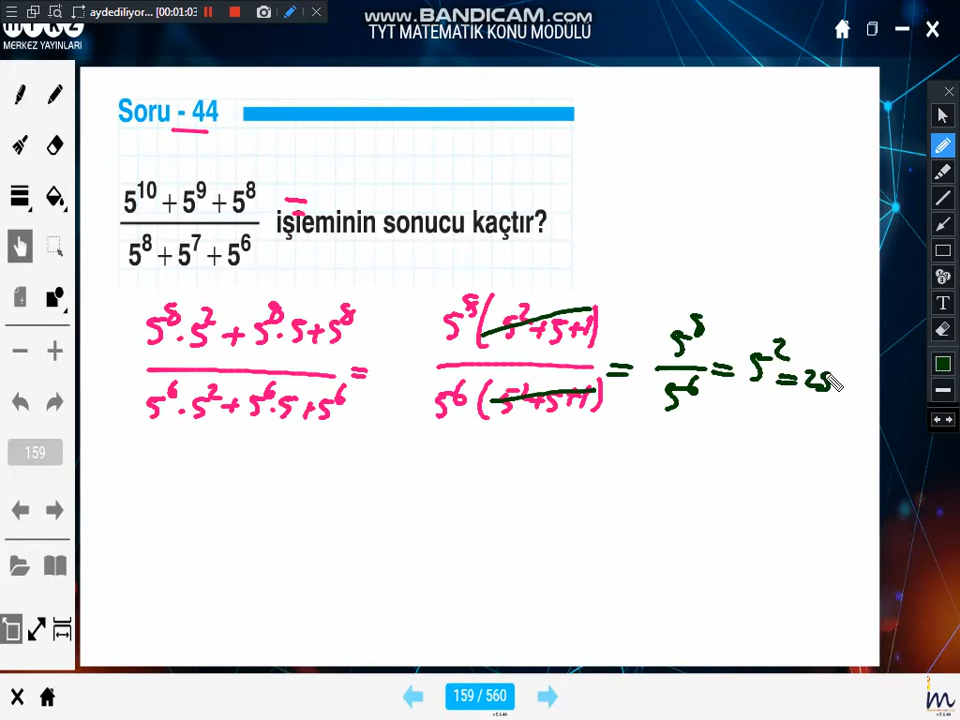 aydediliyor... [00:01:03
www.BANDICAM.com
MERKEZ YAYINLARI
TYT MATEMATİK KONU MODÜLÜ
Soru - 44
5^10 + 5^9 + 5^8
işleminin sonucu kaçtır?
5^8 + 5^7 + 5^6
5^8 . 5^2 + 5^8 . 5 + 5^8
=
5^6 . 5^2 + 5^6 . 5 + 5^6
5^8 (5^2 + 5 + 1)
=
5^6 (5^2 + 5 + 1)
5^8
= 5^2
5^6
= 25
T
159
159 / 560